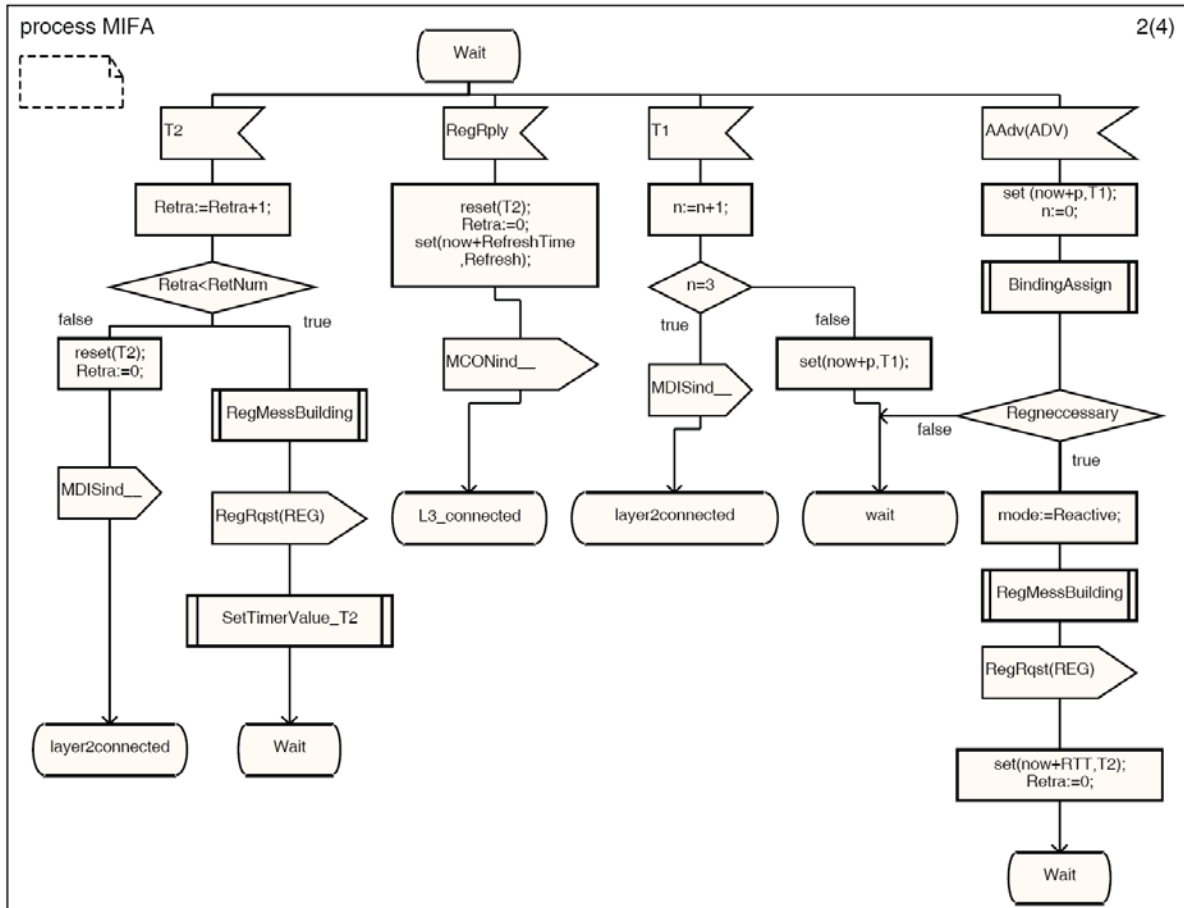 process MIFA
2(4)
Wait
T2
RegRply
T1
AAdv(ADV)
Retra:=Retra+1;
reset(T2);
Retra:=0;
set(now+RefreshTime
,Refresh);
n:=n+1;
set (now+p,T1);
n:=0;
Retra<RetNum
n=3
BindingAssign
false
true
true
false
reset(T2);
Retra:=0;
MCONind__
set(now+p,T1);
RegMessBuilding
MDISind__
Regneccessary
false
true
MDISind__
RegRqst(REG)
L3_connected
layer2connected
wait
mode:=Reactive;
SetTimerValue_T2
RegMessBuilding
RegRqst(REG)
layer2connected
Wait
set(now+RTT,T2);
Retra:=0;
Wait